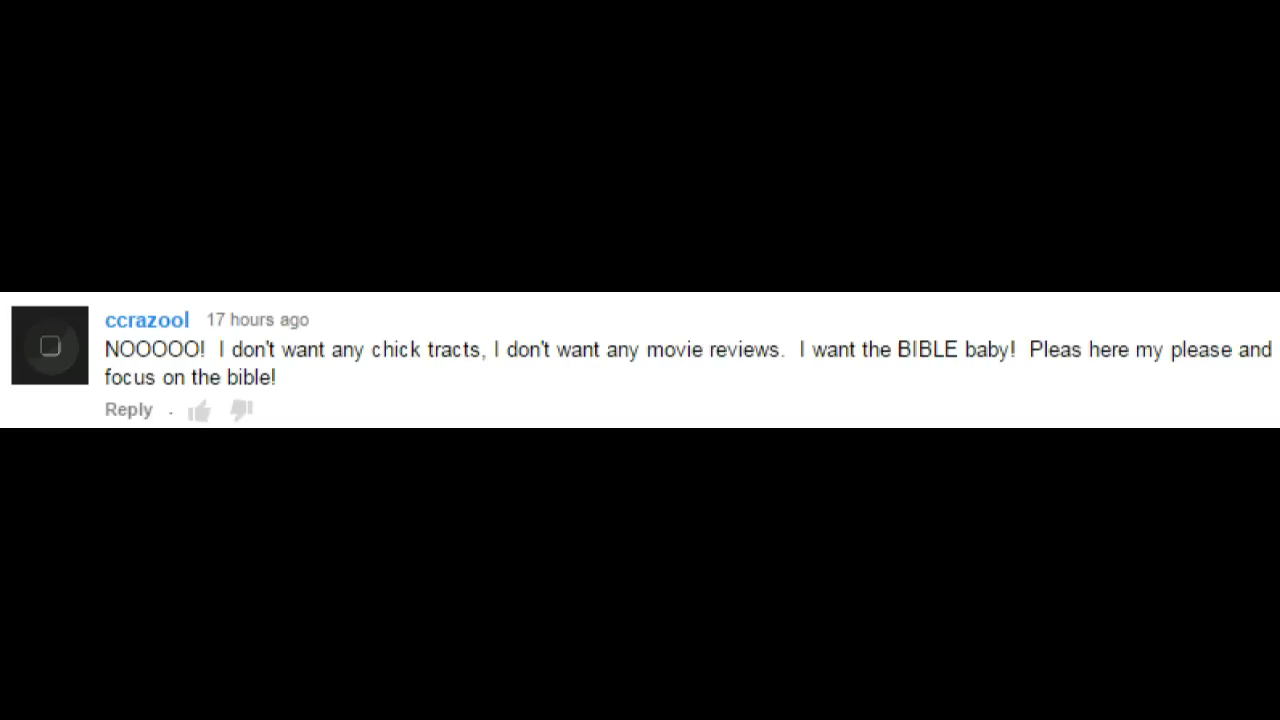 ccrazool 17 hours ago
NOOOOO!  I don't want any chick tracts, I don't want any movie reviews.  I want the BIBLE baby!  Pleas here my please and
focus on the bible!
Reply .